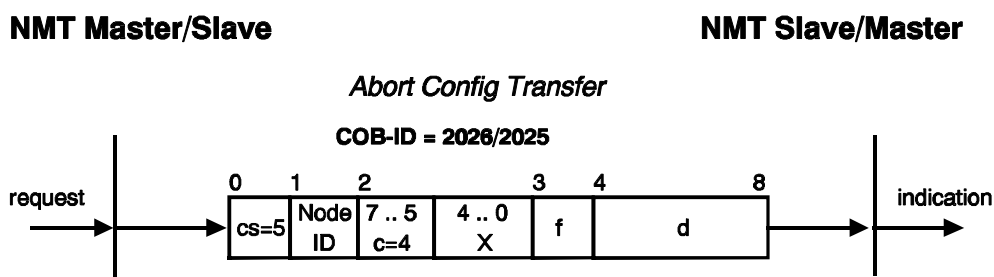 NMT Master/Slave
NMT Slave/Master
Abort Config Transfer
COB-ID = 2026/2025
0 1 2 3 4 8
request
indication
cs=5
Node
ID
7 .. 5
c=4
4 .. 0
X
f
d